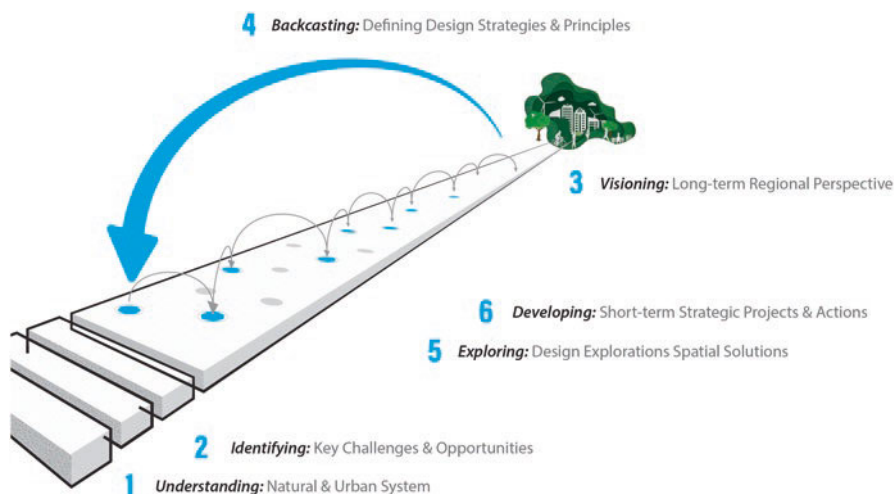 4 Backcasting: Defining Design Strategies & Principles
3 Visioning: Long-term Regional Perspective
6 Developing: Short-term Strategic Projects & Actions
5 Exploring: Design Explorations Spatial Solutions
2 Identifying: Key Challenges & Opportunities
1 Understanding: Natural & Urban System